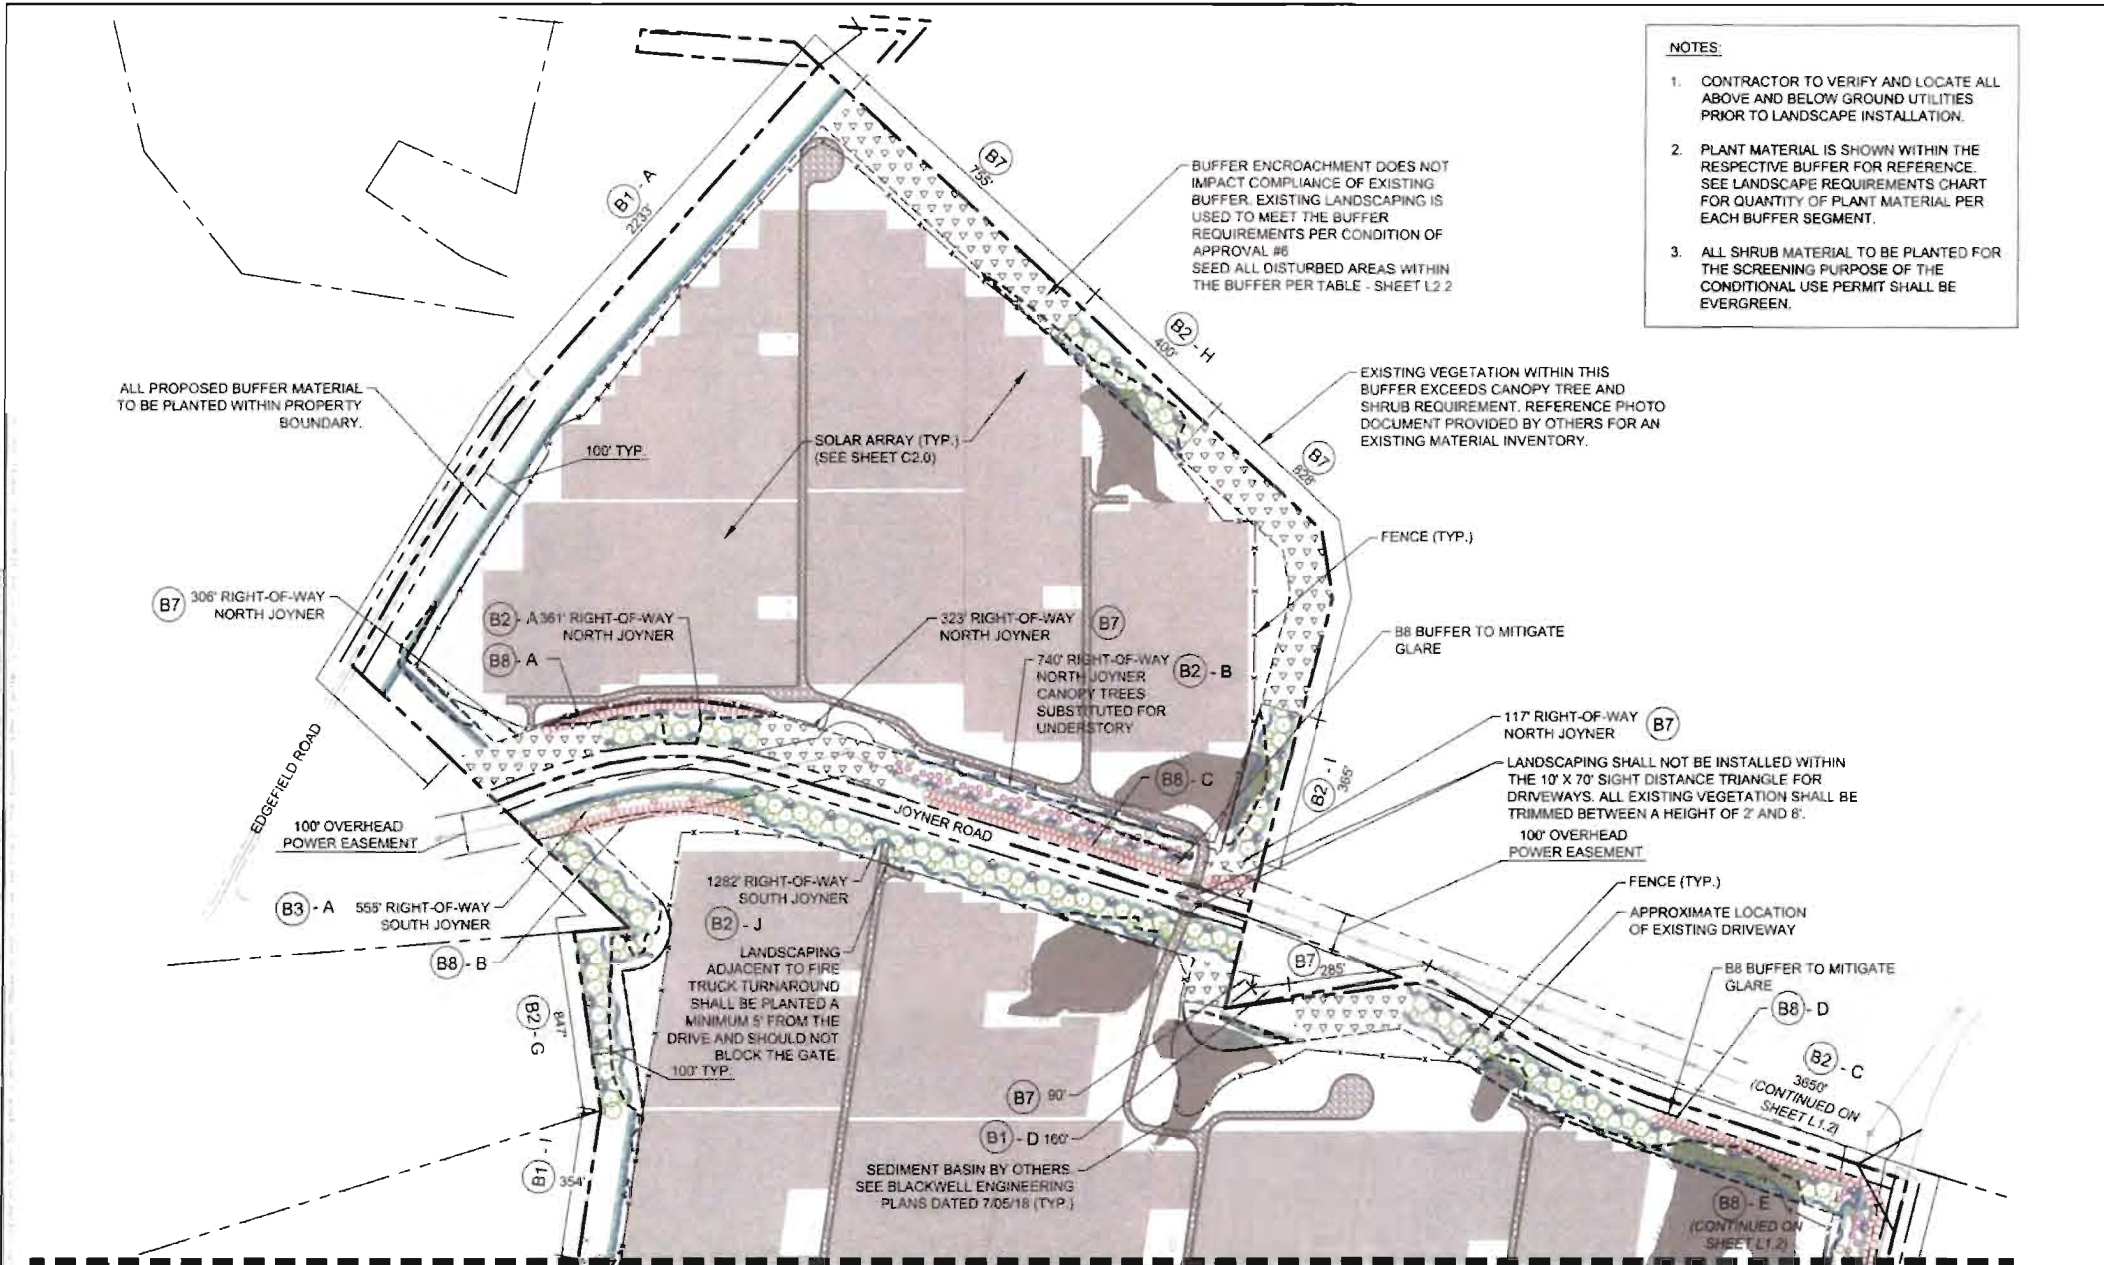 NOTES:
1. CONTRACTOR TO VERIFY AND LOCATE ALL
ABOVE AND BELOW GROUND UTILITIES
PRIOR TO LANDSCAPE INSTALLATION.
2. PLANT MATERIAL IS SHOWN WITHIN THE
RESPECTIVE BUFFER FOR REFERENCE.
SEE LANDSCAPE REQUIREMENTS CHART
FOR QUANTITY OF PLANT MATERIAL PER
EACH BUFFER SEGMENT.
3. ALL SHRUB MATERIAL TO BE PLANTED FOR
THE SCREENING PURPOSE OF THE
CONDITIONAL USE PERMIT SHALL BE
EVERGREEN.
B7
755'
B1 - A
2233'
BUFFER ENCROACHMENT DOES NOT
IMPACT COMPLIANCE OF EXISTING
BUFFER. EXISTING LANDSCAPING IS
USED TO MEET THE BUFFER
REQUIREMENTS PER CONDITION OF
APPROVAL #6
SEED ALL DISTURBED AREAS WITHIN
THE BUFFER PER TABLE - SHEET L2.2
B2 - H
400'
EXISTING VEGETATION WITHIN THIS
BUFFER EXCEEDS CANOPY TREE AND
SHRUB REQUIREMENT. REFERENCE PHOTO
DOCUMENT PROVIDED BY OTHERS FOR AN
EXISTING MATERIAL INVENTORY.
ALL PROPOSED BUFFER MATERIAL
TO BE PLANTED WITHIN PROPERTY
BOUNDARY.
100' TYP.
SOLAR ARRAY (TYP.)
(SEE SHEET C2.0)
B7
828'
FENCE (TYP.)
B7 306' RIGHT-OF-WAY
NORTH JOYNER
B2 - A 361' RIGHT-OF-WAY
NORTH JOYNER
B8 - A
323' RIGHT-OF-WAY
NORTH JOYNER
B7
740' RIGHT-OF-WAY
NORTH JOYNER
CANOPY TREES
SUBSTITUTED FOR
UNDERSTORY
B2 - B
B8 BUFFER TO MITIGATE
GLARE
117' RIGHT-OF-WAY
NORTH JOYNER
B7
LANDSCAPING SHALL NOT BE INSTALLED WITHIN
THE 10' X 70' SIGHT DISTANCE TRIANGLE FOR
DRIVEWAYS. ALL EXISTING VEGETATION SHALL BE
TRIMMED BETWEEN A HEIGHT OF 2' AND 8'.
B8 - C
B2 - I
365'
EDGEFIELD ROAD
JOYNER ROAD
100' OVERHEAD
POWER EASEMENT
100' OVERHEAD
POWER EASEMENT
FENCE (TYP.)
APPROXIMATE LOCATION
OF EXISTING DRIVEWAY
B3 - A 555' RIGHT-OF-WAY
SOUTH JOYNER
B8 - B
1282' RIGHT-OF-WAY
SOUTH JOYNER
B2 - J
LANDSCAPING
ADJACENT TO FIRE
TRUCK TURNAROUND
SHALL BE PLANTED A
MINIMUM 5' FROM THE
DRIVE AND SHOULD NOT
BLOCK THE GATE.
B7
285'
B8 BUFFER TO MITIGATE
GLARE
B8 - D
B2 - G
847'
100' TYP.
B2 - C
3650'
(CONTINUED ON
SHEET L1.2)
B7 90'
B1 - D 160'
B1 - I
354'
SEDIMENT BASIN BY OTHERS.
SEE BLACKWELL ENGINEERING
PLANS DATED 7/05/18 (TYP.)
B8 - E
(CONTINUED ON
SHEET L1.2)